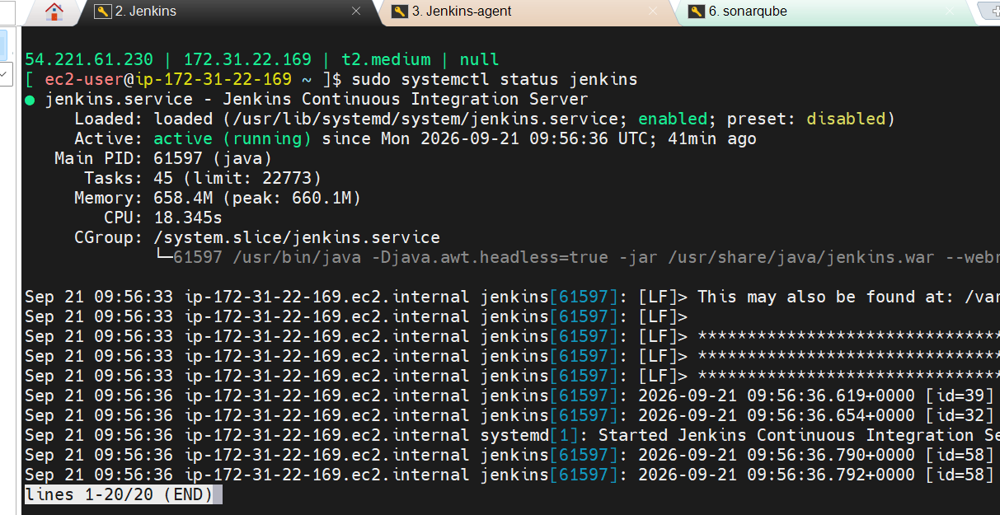 2. Jenkins
3. Jenkins-agent
6. sonarqube
54.221.61.230 | 172.31.22.169 | t2.medium | null
[ ec2-user@ip-172-31-22-169 ~ ]$ sudo systemctl status jenkins
● jenkins.service - Jenkins Continuous Integration Server
Loaded: loaded (/usr/lib/systemd/system/jenkins.service; enabled; preset: disabled)
Active: active (running) since Mon 2026-09-21 09:56:36 UTC; 41min ago
Main PID: 61597 (java)
Tasks: 45 (limit: 22773)
Memory: 658.4M (peak: 660.1M)
CPU: 18.345s
CGroup: /system.slice/jenkins.service
└─61597 /usr/bin/java -Djava.awt.headless=true -jar /usr/share/java/jenkins.war --webr
Sep 21 09:56:33 ip-172-31-22-169.ec2.internal jenkins[61597]: [LF]> This may also be found at: /var
Sep 21 09:56:33 ip-172-31-22-169.ec2.internal jenkins[61597]: [LF]>
Sep 21 09:56:33 ip-172-31-22-169.ec2.internal jenkins[61597]: [LF]> *******************************
Sep 21 09:56:33 ip-172-31-22-169.ec2.internal jenkins[61597]: [LF]> *******************************
Sep 21 09:56:33 ip-172-31-22-169.ec2.internal jenkins[61597]: [LF]> *******************************
Sep 21 09:56:36 ip-172-31-22-169.ec2.internal jenkins[61597]: 2026-09-21 09:56:36.619+0000 [id=39]
Sep 21 09:56:36 ip-172-31-22-169.ec2.internal jenkins[61597]: 2026-09-21 09:56:36.654+0000 [id=32]
Sep 21 09:56:36 ip-172-31-22-169.ec2.internal systemd[1]: Started Jenkins Continuous Integration Se
Sep 21 09:56:36 ip-172-31-22-169.ec2.internal jenkins[61597]: 2026-09-21 09:56:36.790+0000 [id=58]
Sep 21 09:56:36 ip-172-31-22-169.ec2.internal jenkins[61597]: 2026-09-21 09:56:36.792+0000 [id=58]
lines 1-20/20 (END)